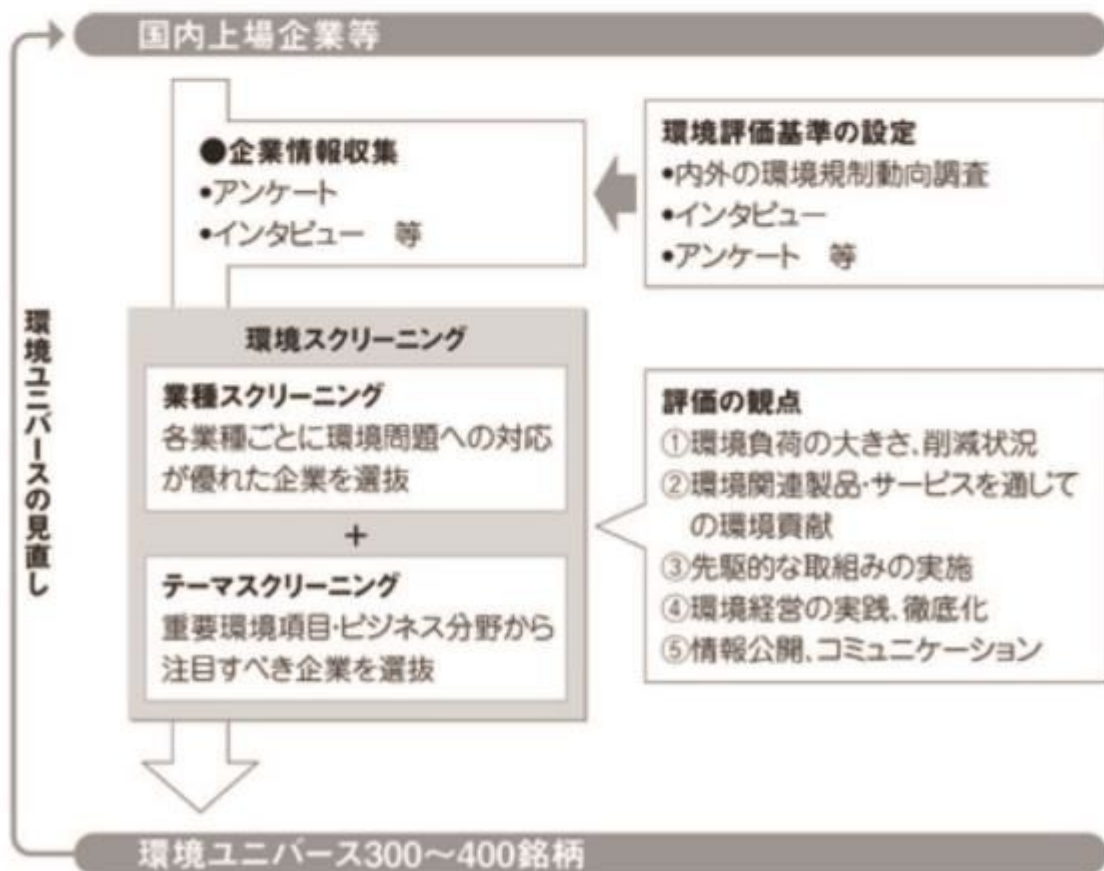 国内上場企業等
●企業情報収集
•アンケート
•インタビュー 等
環境評価基準の設定
•内外の環境規制動向調査
•インタビュー
•アンケート 等
環境ユニバースの見直し
環境スクリーニング
業種スクリーニング
各業種ごとに環境問題への対応
が優れた企業を選抜
+
テーマスクリーニング
重要環境項目・ビジネス分野から
注目すべき企業を選抜
評価の観点
①環境負荷の大きさ、削減状況
②環境関連製品・サービスを通じて
の環境貢献
③先駆的な取組みの実施
④環境経営の実践、徹底化
⑤情報公開、コミュニケーション
環境ユニバース300〜400銘柄